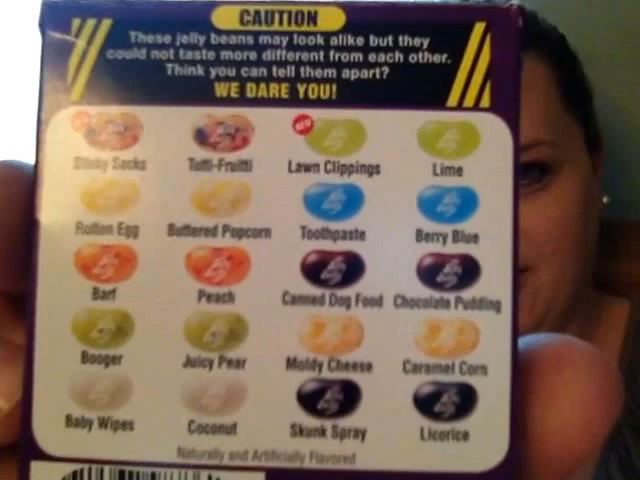 CAUTION
These jelly beans may look alike but they
could not taste more different from each other.
Think you can tell them apart?
WE DARE YOU!
NEW
Stinky Socks Tutti-Fruitti Lawn Clippings Lime
Rotten Egg Buttered Popcorn Toothpaste Berry Blue
Barf Peach Canned Dog Food Chocolate Pudding
Booger Juicy Pear Moldy Cheese Caramel Corn
Baby Wipes Coconut Skunk Spray Licorice
Naturally and Artificially Flavored